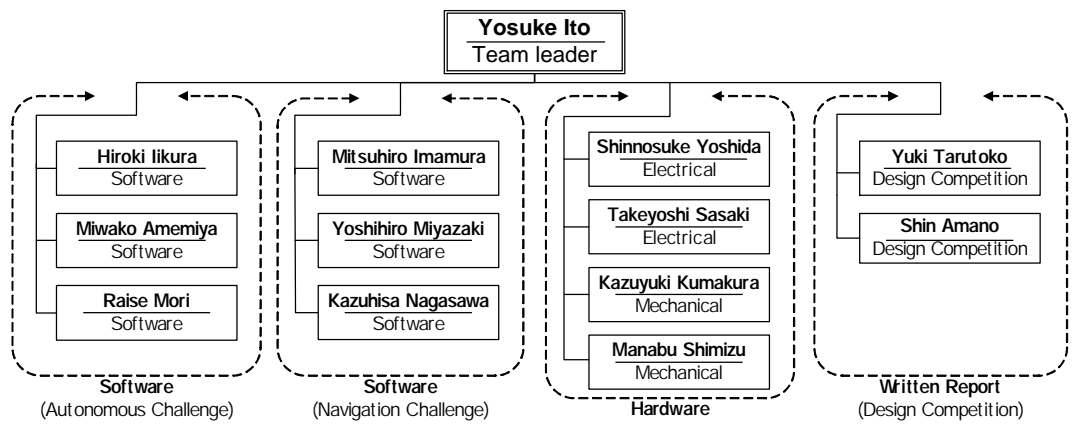 Yosuke Ito
Team leader
Hiroki Iikura
Software
Miwako Amemiya
Software
Raise Mori
Software
Software
(Autonomous Challenge)
Mitsuhiro Imamura
Software
Yoshihiro Miyazaki
Software
Kazuhisa Nagasawa
Software
Software
(Navigation Challenge)
Shinnosuke Yoshida
Electrical
Takeyoshi Sasaki
Electrical
Kazuyuki Kumakura
Mechanical
Manabu Shimizu
Mechanical
Hardware
Yuki Tarutoko
Design Competition
Shin Amano
Design Competition
Written Report
(Design Competition)